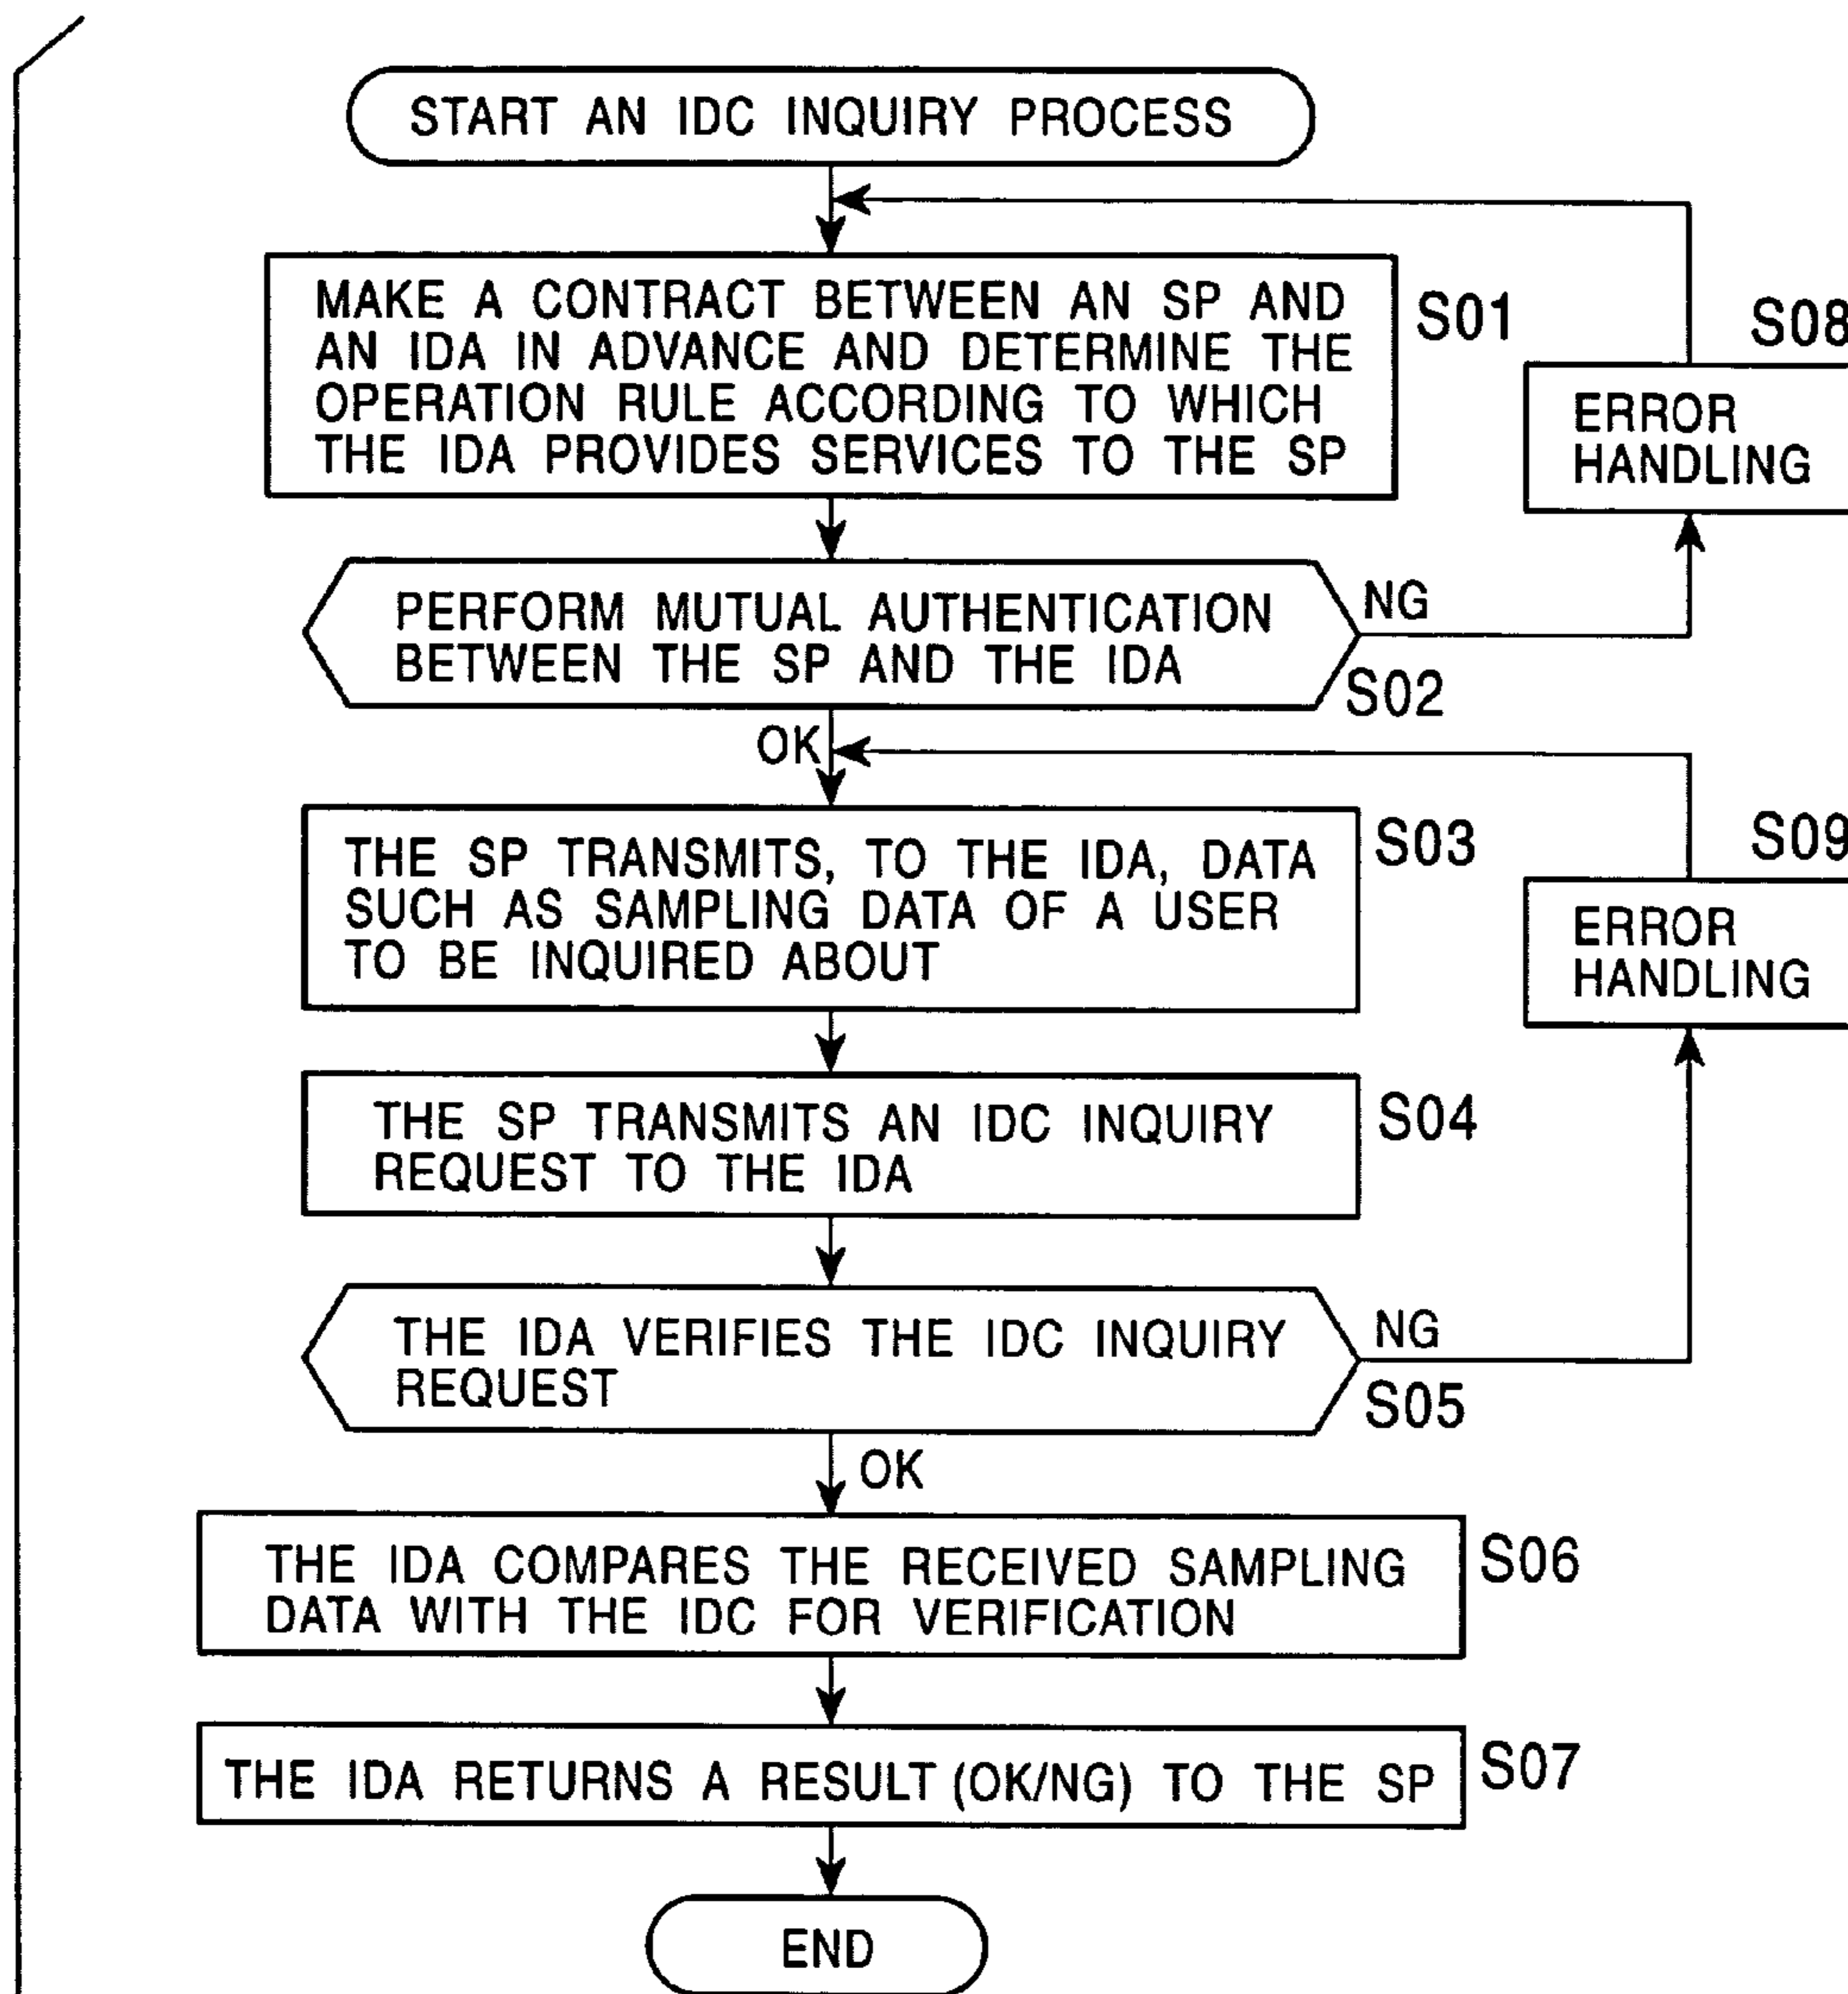 START AN IDC INQUIRY PROCESS
MAKE A CONTRACT BETWEEN AN SP AND
AN IDA IN ADVANCE AND DETERMINE THE
OPERATION RULE ACCORDING TO WHICH
THE IDA PROVIDES SERVICES TO THE SP
S01
S08
ERROR
HANDLING
PERFORM MUTUAL AUTHENTICATION
BETWEEN THE SP AND THE IDA
NG
S02
OK
THE SP TRANSMITS, TO THE IDA, DATA
SUCH AS SAMPLING DATA OF A USER
TO BE INQUIRED ABOUT
S03
S09
ERROR
HANDLING
THE SP TRANSMITS AN IDC INQUIRY
REQUEST TO THE IDA
S04
THE IDA VERIFIES THE IDC INQUIRY
REQUEST
NG
S05
OK
THE IDA COMPARES THE RECEIVED SAMPLING
DATA WITH THE IDC FOR VERIFICATION
S06
THE IDA RETURNS A RESULT (OK/NG) TO THE SP
S07
END